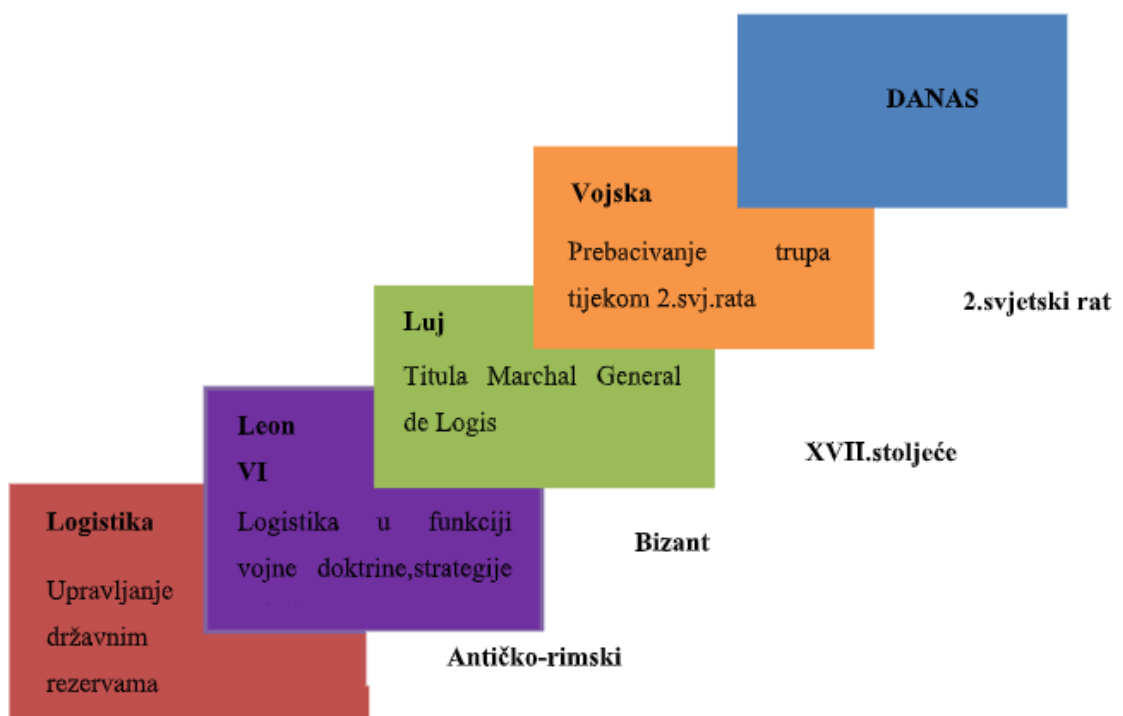 DANAS
Vojska
Prebacivanje trupa
tijekom 2.svj.rata
2.svjetski rat
Luj
Titula Marchal General
de Logis
XVII.stoljeće
Leon
VI
Logistika u funkciji
vojne doktrine,strategije
Bizant
Logistika
Upravljanje
državnim
rezervama
Antičko-rimski